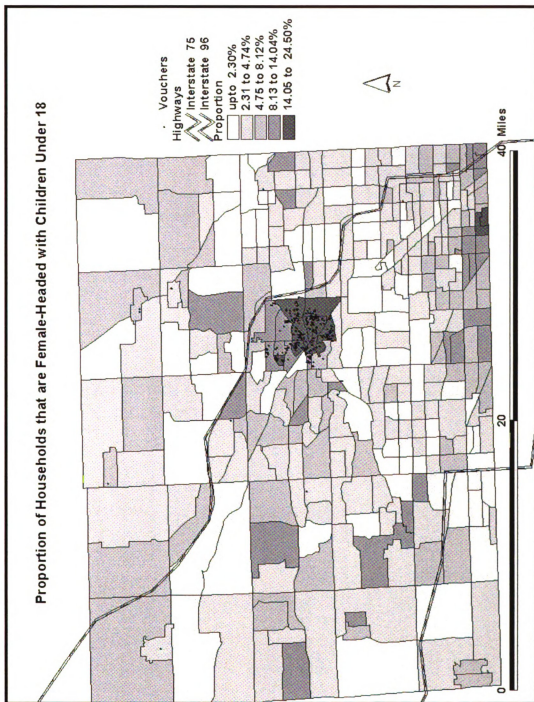 Proportion of Households that are Female-Headed with Children Under 18
Vouchers
Highways
Interstate 75
Interstate 96
Proportion
upto 2.30%
2.31 to 4.74%
4.75 to 8.12%
8.13 to 14.04%
14.05 to 24.50%
N
0
20
40 Miles